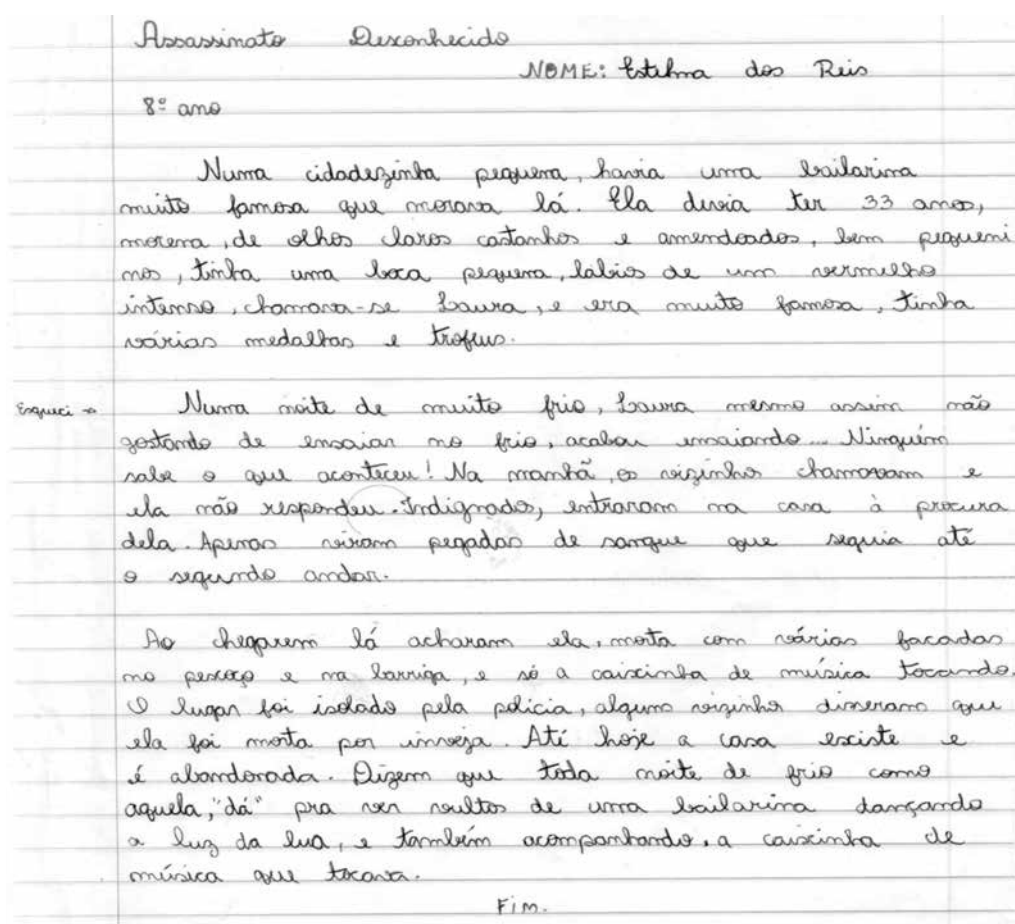 Assassinato Desconhecido
NOME: Estelma dos Reis
8º ano
Numa cidadezinha pequena, havia uma bailarina
muito famosa que morava lá. Ela devia ter 33 anos,
morena, de olhos claros castanhos e amendoados, bem pequeni
nos, tinha uma boca pequena, lábios de um vermelho
intenso, chamava-se Laura, e era muito famosa, tinha
várias medalhas e trofeus.
Esqueci → Numa noite de muito frio, Laura mesmo assim não
gostando de ensaiar no frio, acabou ensaiando... Ninguém
sabe o que aconteceu! Na manhã, os vizinhos chamavam e
ela não respondeu. Indignados, entraram na casa à procura
dela. Apenas viram pegadas de sangue que seguia até
o segundo andar.
Ao chegarem lá acharam ela, morta com várias facadas
no pescoço e na barriga, e só a caixinha de música tocando.
O lugar foi isolado pela policia, alguns vizinhos disseram que
ela foi morta por inveja. Até hoje a casa existe e
é abandonada. Dizem que toda noite de frio como
aquela, "dá" pra ver vultos de uma bailarina dançando
a luz da lua, e também acompanhando, a caixinha de
música que tocava.
Fim.